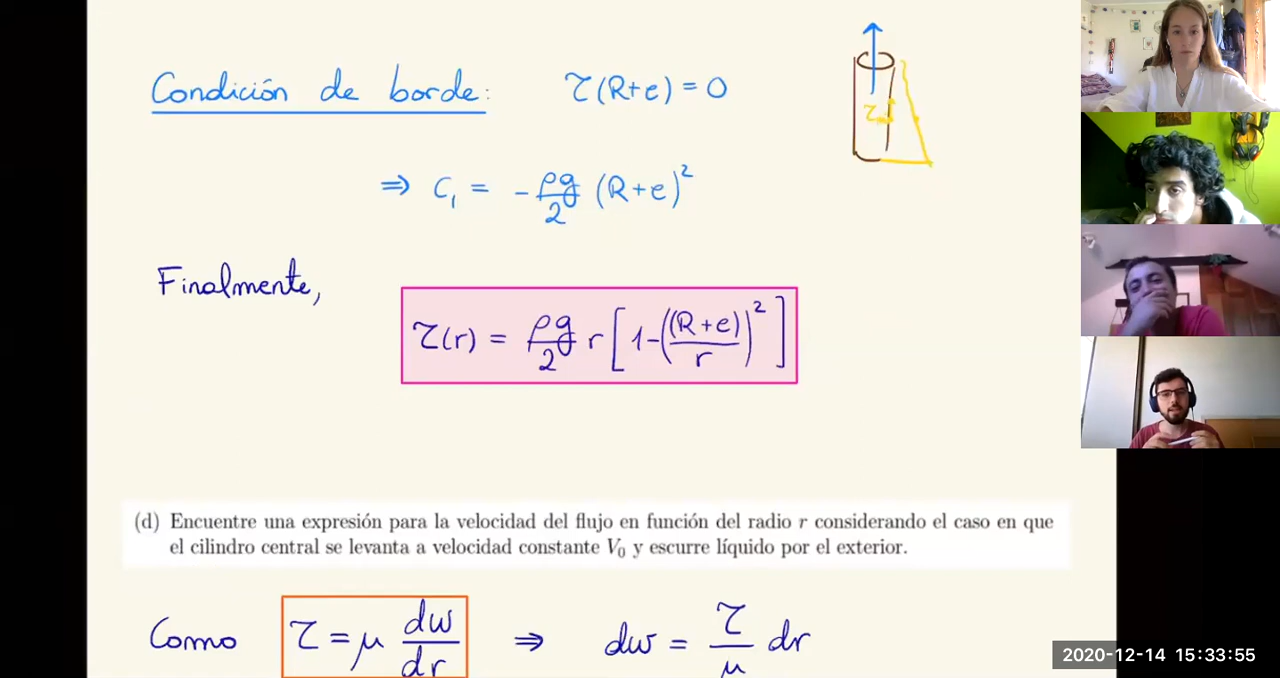 Condición de borde: τ(R+e) = 0
τ
⇒ C₁ = -ρg/2 (R+e)²
Finalmente,
τ(r) = ρg/2 r [1-((R+e)/r)²]
(d) Encuentre una expresión para la velocidad del flujo en función del radio r considerando el caso en que
el cilindro central se levanta a velocidad constante V₀ y escurre líquido por el exterior.
Como τ = μ dw/dr ⇒ dw = τ/μ dr
2020-12-14 15:33:55